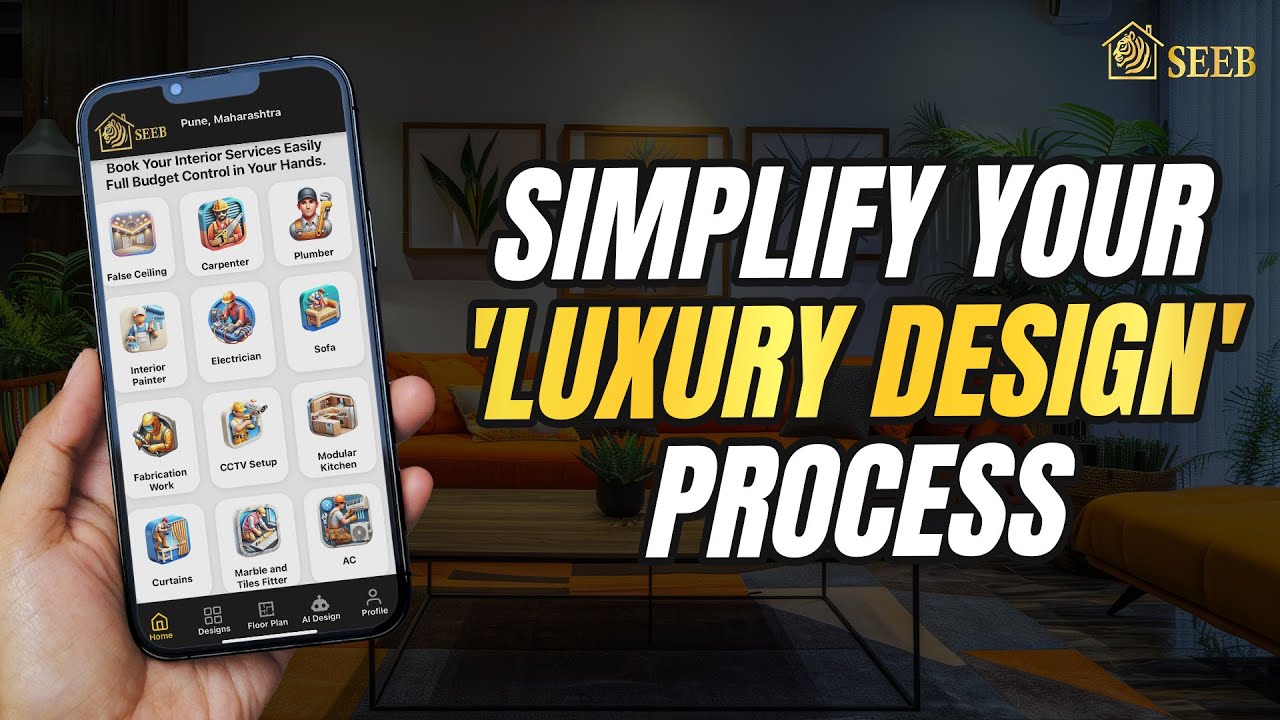 SEEB
Pune, Maharashtra
SEEB
Book Your Interior Services Easily
Full Budget Control in Your Hands.
False Ceiling
Carpenter
Plumber
Interior
Painter
Electrician
Sofa
Fabrication
Work
CCTV Setup
Modular
Kitchen
Curtains
Marble and
Tiles Fitter
AC
Home
Designs
Floor Plan
AI Design
Profile
SIMPLIFY YOUR
'LUXURY DESIGN'
PROCESS